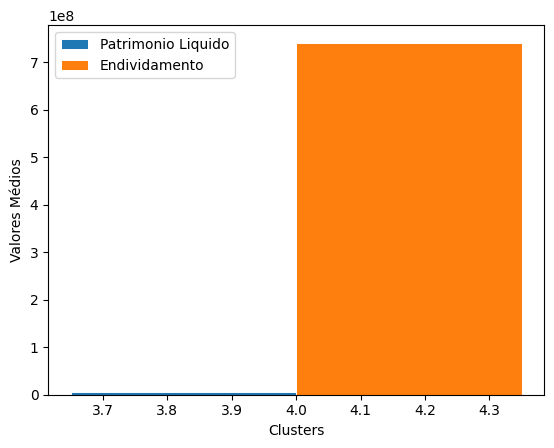 1e8
Patrimonio Liquido
Endividamento
7
6
5
4
3
2
1
0
Valores Médios
3.7 3.8 3.9 4.0 4.1 4.2 4.3
Clusters